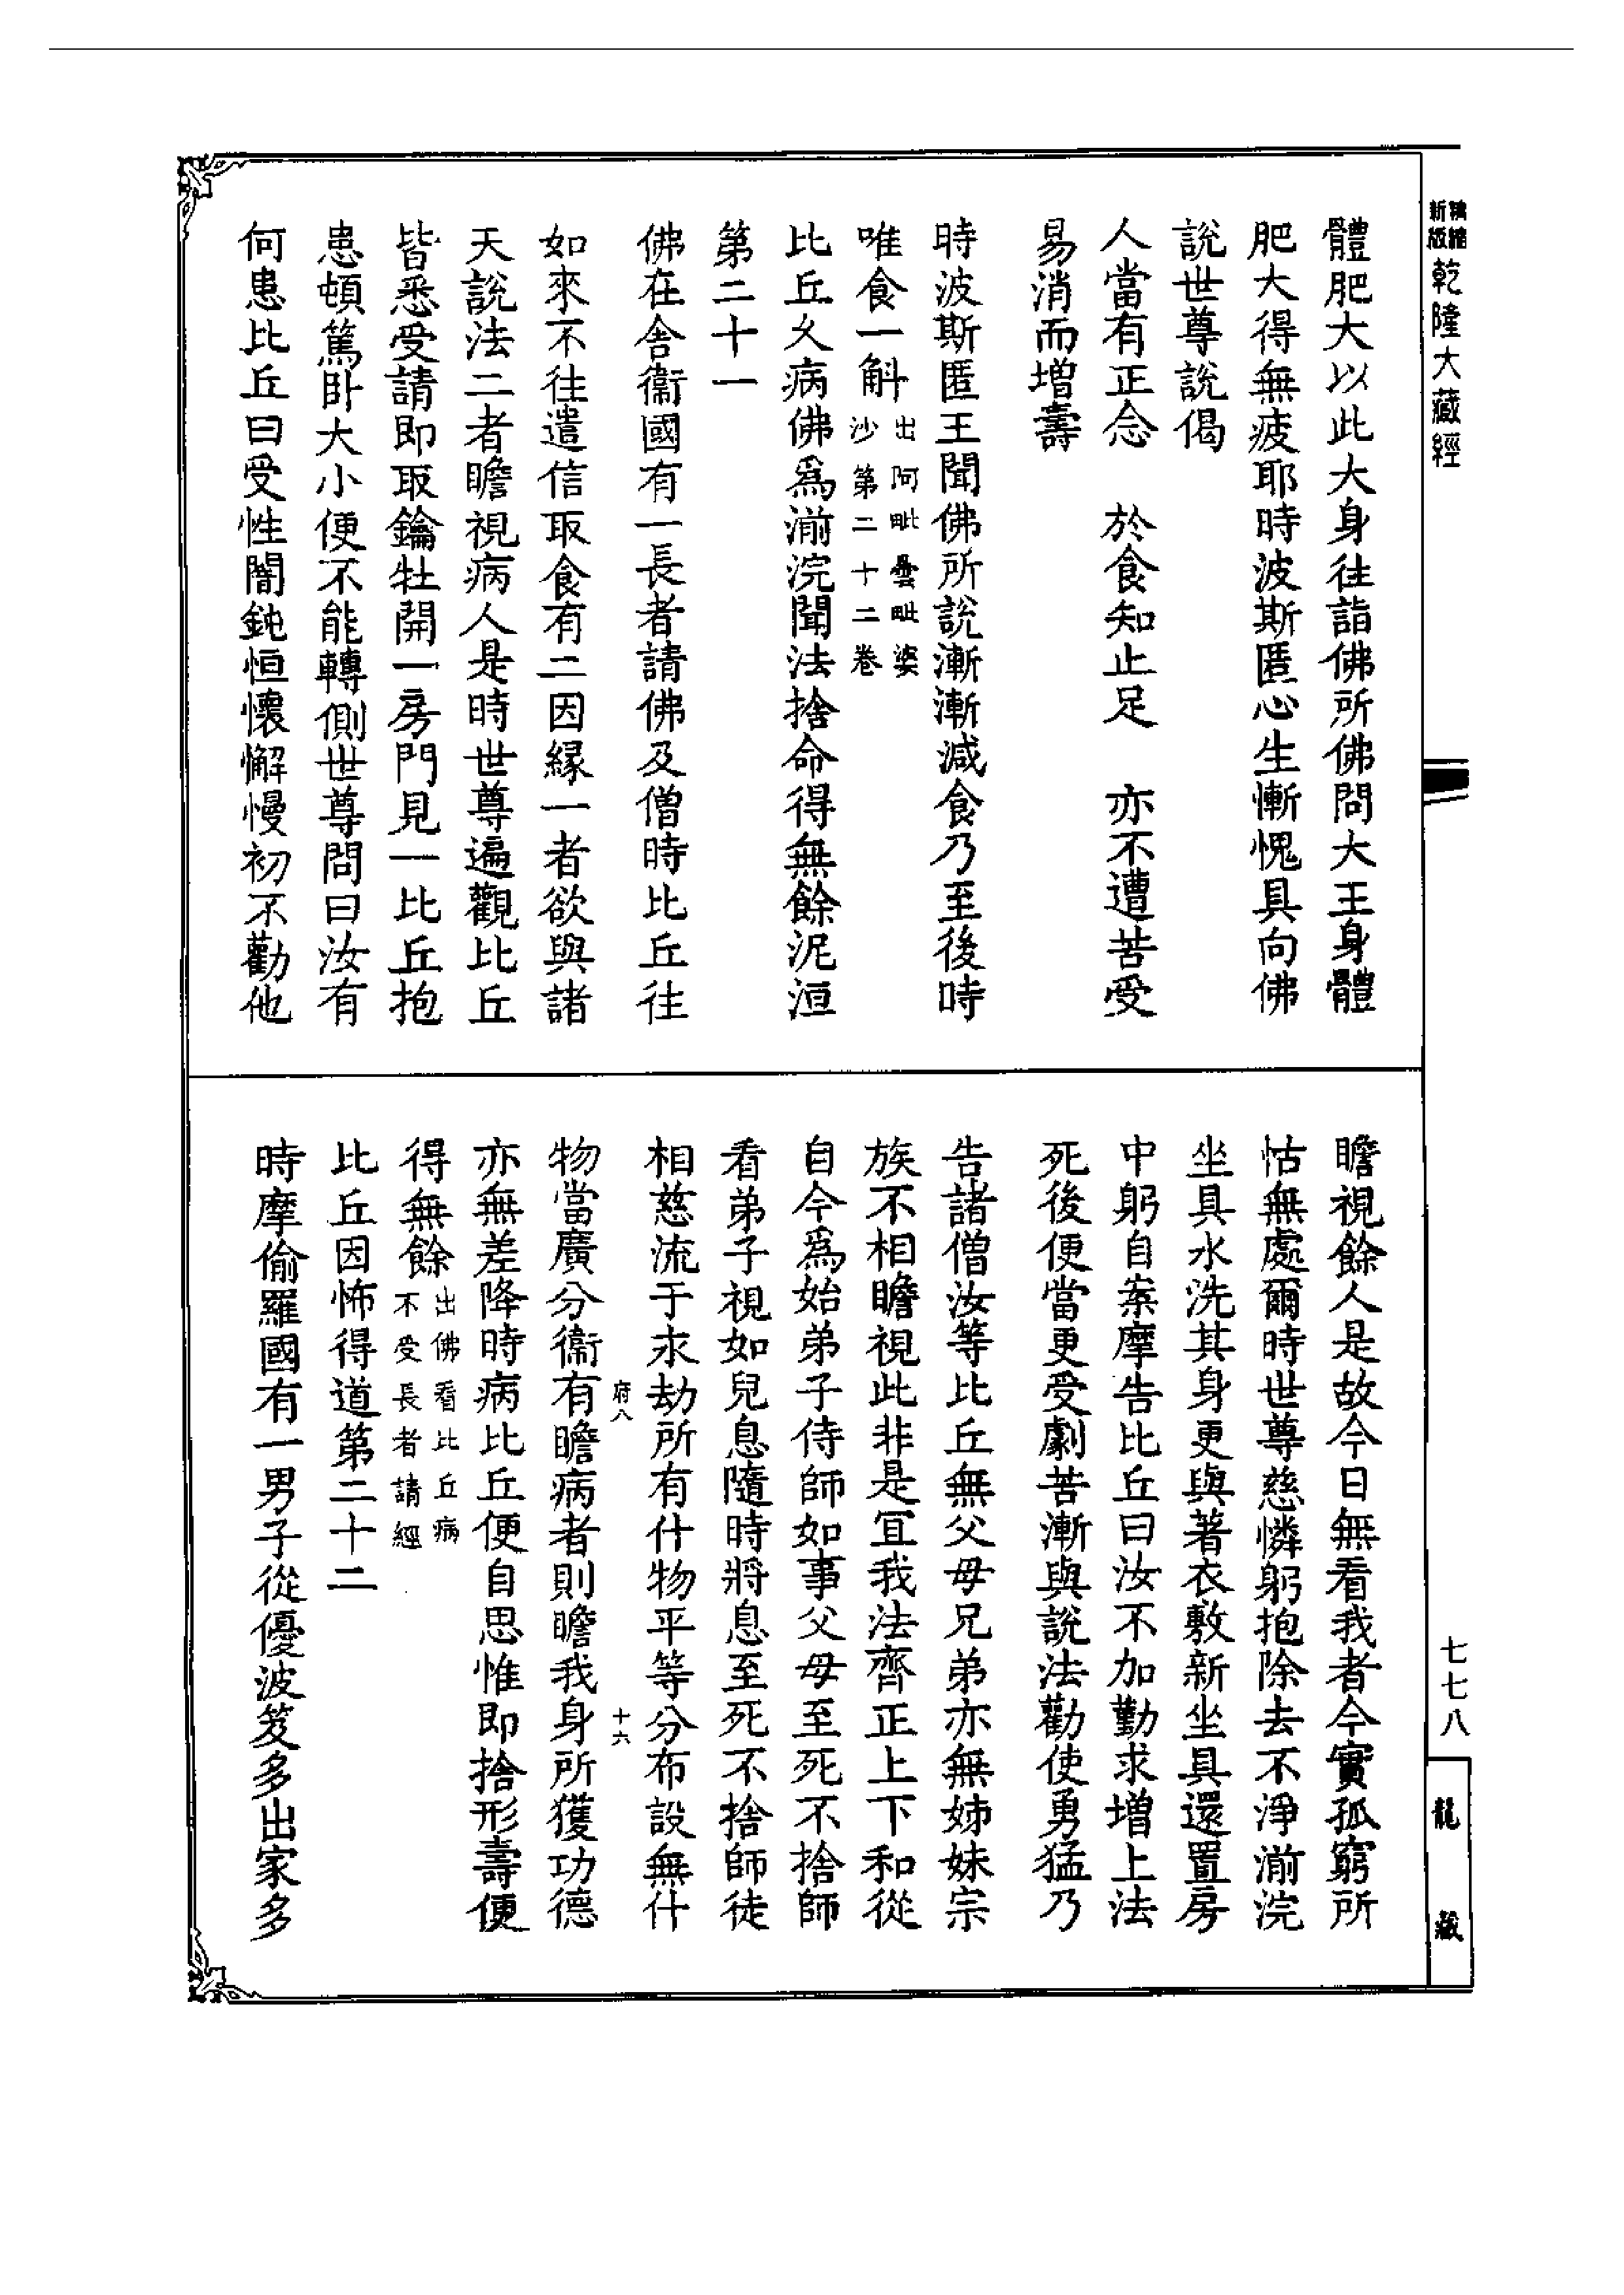 精縮新版乾隆大藏經
七七八
龍藏
體肥大以此大身往詣佛所佛問大王身體
肥大得無疲耶時波斯匿心生慚愧具向佛
說世尊說偈
人當有正念　於食知止足　亦不遭苦受
易消而增壽
時波斯匿王聞佛所說漸漸減食乃至後時
唯食一斛出阿毗曇毗婆沙第二十二卷
比丘久病佛爲湔浣聞法捨命得無餘泥洹
第二十一
佛在舍衞國有一長者請佛及僧時比丘往
如來不往遣信取食有二因緣一者欲與諸
天說法二者瞻視病人是時世尊遍觀比丘
皆悉受請即取鑰牡開一房門見一比丘抱
患頓篤卧大小便不能轉側世尊問曰汝有
何患比丘曰受性闇鈍恒懷懈慢初不勸他
瞻視餘人是故今日無看我者今實孤窮所
怙無處爾時世尊慈憐躬抱除去不淨湔浣
坐具水洗其身更與著衣敷新坐具還置房
中躬自案摩告比丘曰汝不加勤求增上法
死後便當更受劇苦漸與說法勸使勇猛乃
告諸僧汝等比丘無父母兄弟亦無姊妹宗
族不相瞻視此非是冝我法齊正上下和從
自今爲始弟子侍師如事父母至死不捨師
看弟子視如兒息隨時將息至死不捨師徒
相慈流于求劫所有什物平等分布設無什
府八　十六
物當廣分衞有瞻病者則瞻我身所獲功德
亦無差降時病比丘便自思惟即捨形壽便
得無餘出佛看比丘病不受長者請經
比丘因怖得道第二十二
時摩偷羅國有一男子從優波笈多出家多